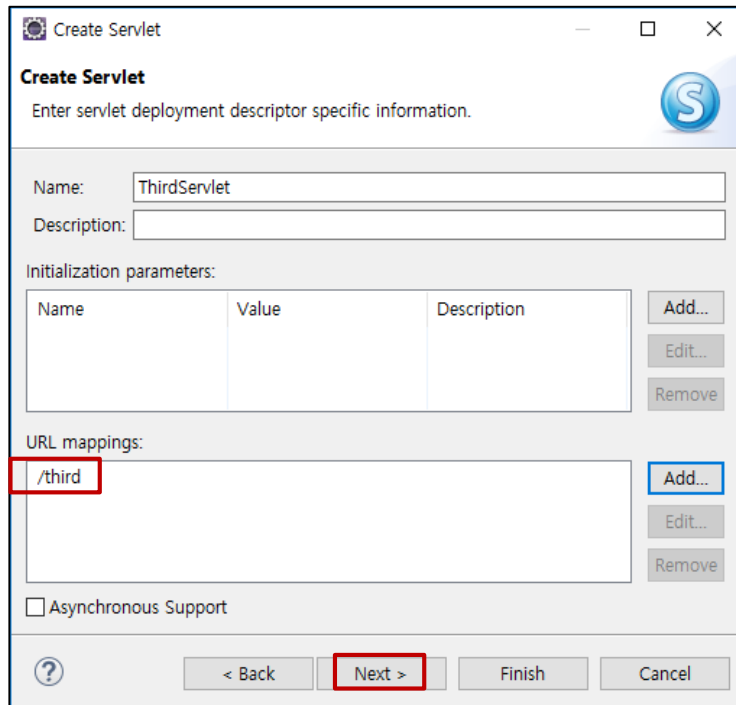 Create Servlet
Create Servlet
Enter servlet deployment descriptor specific information.
S
Name: ThirdServlet
Description:
Initialization parameters:
Name Value Description
Add...
Edit...
Remove
URL mappings:
/third
Add...
Edit...
Remove
Asynchronous Support
? < Back Next > Finish Cancel